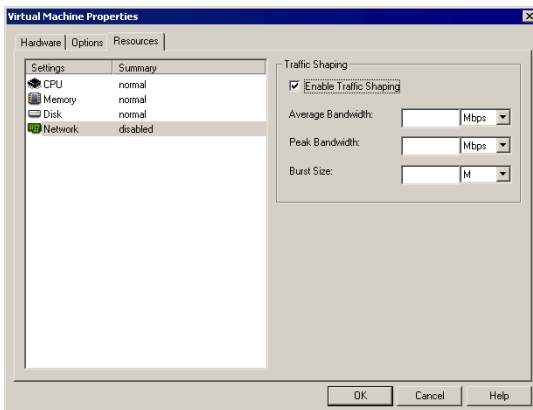 Virtual Machine Properties
Hardware Options Resources
Settings Summary
CPU normal
Memory normal
Disk normal
Network disabled
Traffic Shaping
Enable Traffic Shaping
Average Bandwidth: Mbps
Peak Bandwidth: Mbps
Burst Size: M
OK Cancel Help